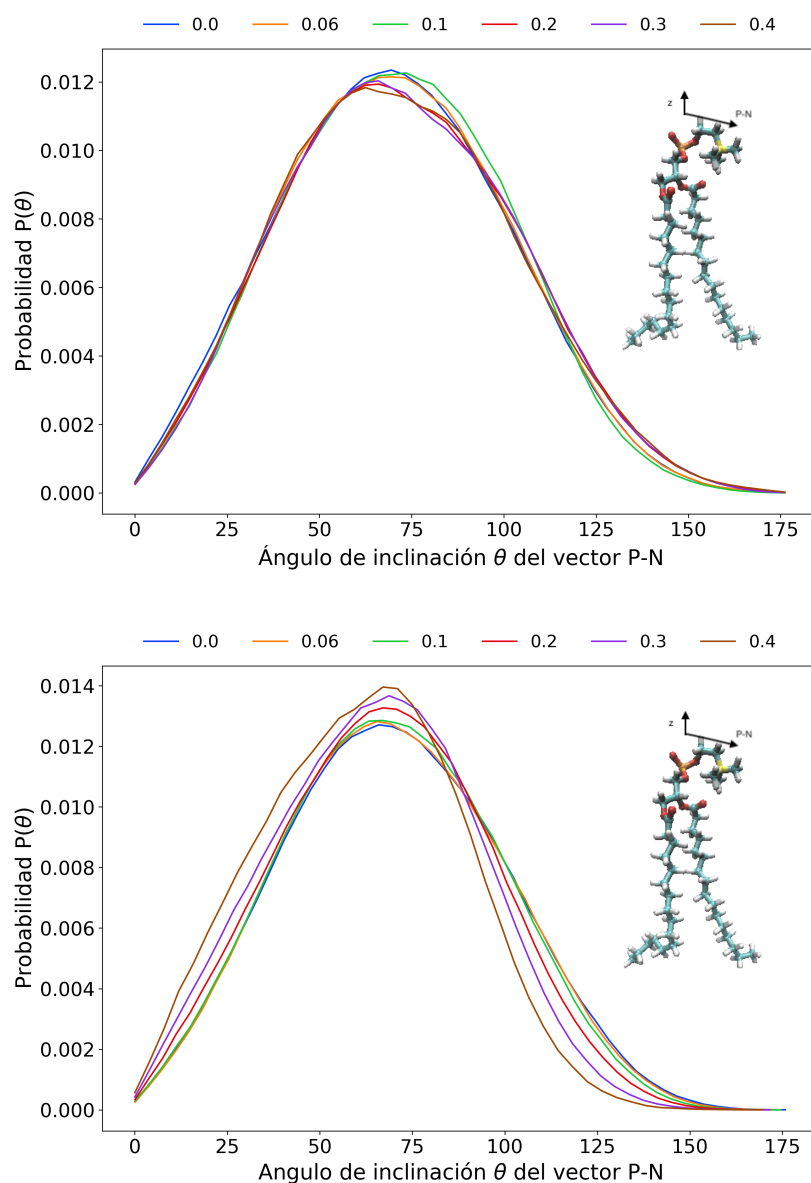 0.0 0.06 0.1 0.2 0.3 0.4
0.012
0.010
0.008
0.006
0.004
0.002
0.000
Probabilidad P(θ)
z
P-N
0 25 50 75 100 125 150 175
Ángulo de inclinación θ del vector P-N
0.0 0.06 0.1 0.2 0.3 0.4
0.014
0.012
0.010
0.008
0.006
0.004
0.002
0.000
Probabilidad P(θ)
z
P-N
0 25 50 75 100 125 150 175
Angulo de inclinación θ del vector P-N